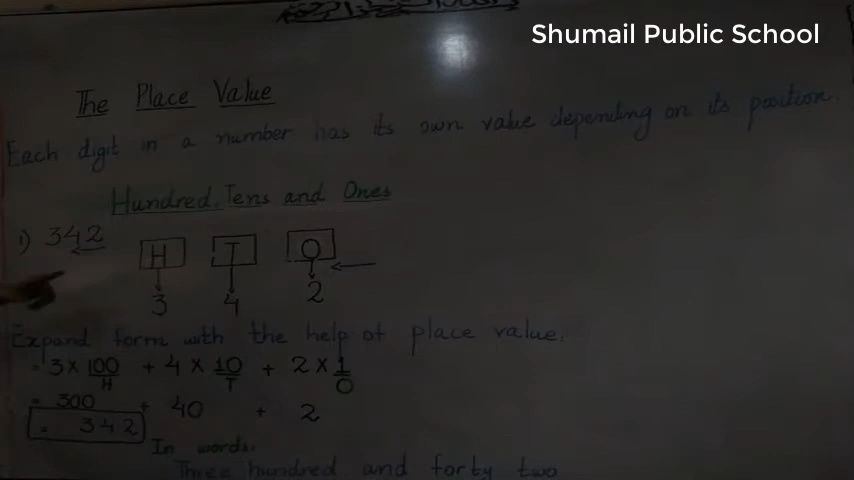 Shumail Public School
The Place Value
Each digit in a number has its own value depending on its position.
Hundred, Tens and Ones
1) 342
H T O
3 4 2
Expand form with the help of place value.
= 3 × 100 + 4 × 10 + 2 × 1
H T O
= 300 + 40 + 2
= 342
In words.
Three hundred and forty two